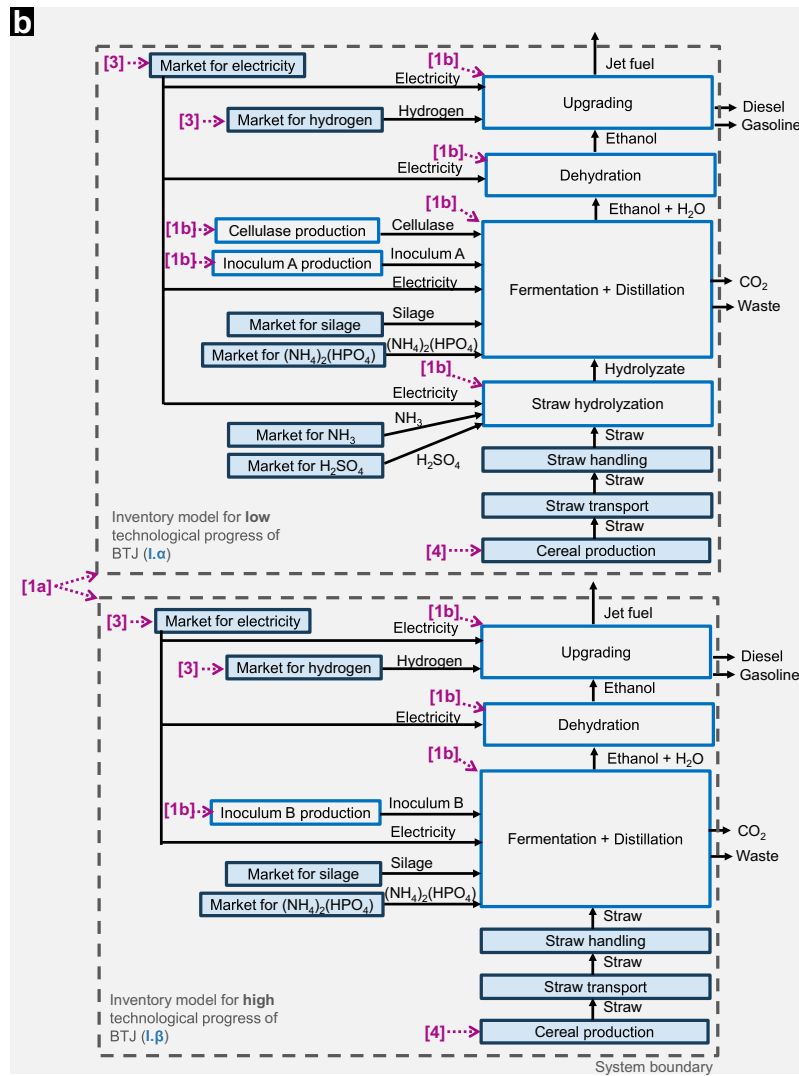 b
[3]
Market for electricity
[1b]
Jet fuel
Electricity
Upgrading
Diesel
Gasoline
[3]
Market for hydrogen
Hydrogen
Ethanol
[1b]
Electricity
Dehydration
[1b]
Ethanol + H₂O
[1b]
Cellulase production
Cellulase
[1b]
Inoculum A production
Inoculum A
Electricity
Fermentation + Distillation
CO₂
Waste
Market for silage
Silage
Market for (NH₄)₂(HPO₄)
(NH₄)₂(HPO₄)
[1b]
Hydrolyzate
Electricity
Straw hydrolyzation
Market for NH₃
NH₃
Market for H₂SO₄
H₂SO₄
Straw
Straw handling
Straw
Straw transport
Straw
[4]
Cereal production
Inventory model for low
technological progress of
BTJ (I.α)
[1a]
[3]
Market for electricity
[1b]
Jet fuel
Electricity
Upgrading
Diesel
Gasoline
[3]
Market for hydrogen
Hydrogen
Ethanol
[1b]
Electricity
Dehydration
[1b]
Ethanol + H₂O
[1b]
Inoculum B production
Inoculum B
Electricity
Fermentation + Distillation
CO₂
Waste
Market for silage
Silage
Market for (NH₄)₂(HPO₄)
(NH₄)₂(HPO₄)
Straw
Straw handling
Straw
Straw transport
Straw
[4]
Cereal production
Inventory model for high
technological progress of
BTJ (I.β)
System boundary